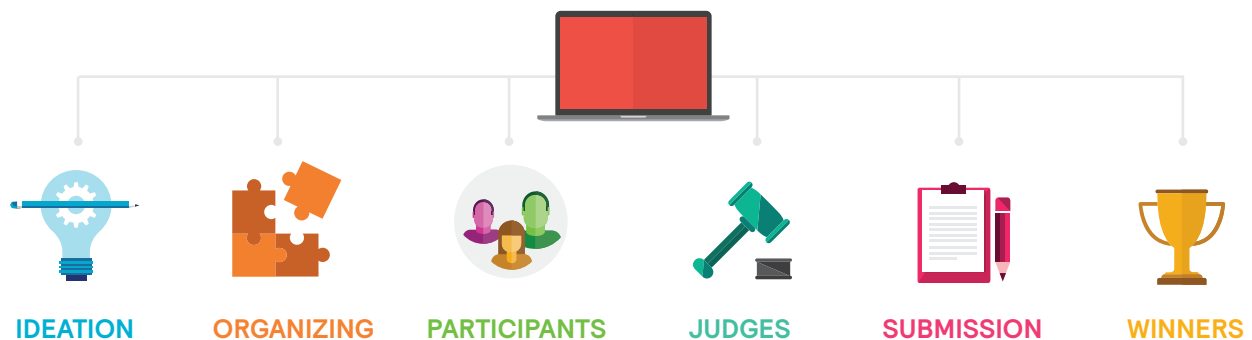 IDEATION
ORGANIZING
PARTICIPANTS
JUDGES
SUBMISSION
WINNERS